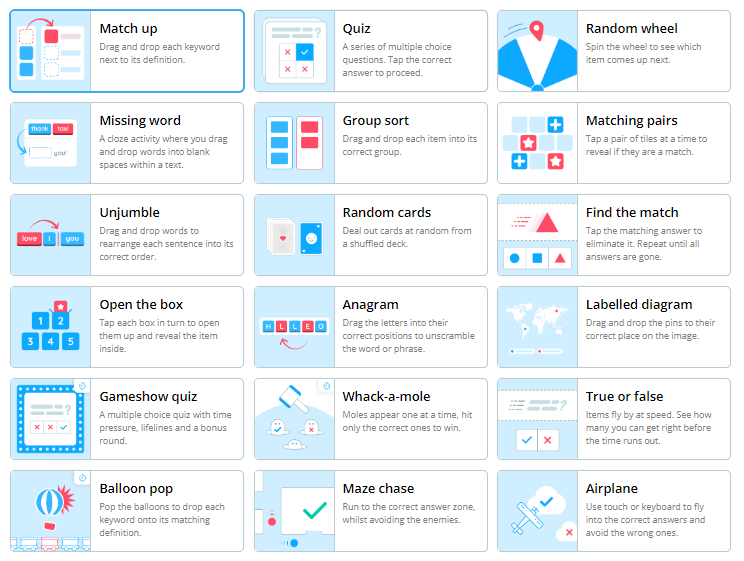 Match up
Drag and drop each keyword
next to its definition.
Quiz
A series of multiple choice
questions. Tap the correct
answer to proceed.
Random wheel
Spin the wheel to see which
item comes up next.
thank taxi
you!
Missing word
A cloze activity where you drag
and drop words into blank
spaces within a text.
Group sort
Drag and drop each item into its
correct group.
Matching pairs
Tap a pair of tiles at a time to
reveal if they are a match.
love I you
Unjumble
Drag and drop words to
rearrange each sentence into its
correct order.
Random cards
Deal out cards at random from
a shuffled deck.
Find the match
Tap the matching answer to
eliminate it. Repeat until all
answers are gone.
1 2
3 4 5
Open the box
Tap each box in turn to open
them up and reveal the item
inside.
H L L E O
Anagram
Drag the letters into their
correct positions to unscramble
the word or phrase.
Labelled diagram
Drag and drop the pins to their
correct place on the image.
?
Gameshow quiz
A multiple choice quiz with time
pressure, lifelines and a bonus
round.
Whack-a-mole
Moles appear one at a time, hit
only the correct ones to win.
?
True or false
Items fly by at speed. See how
many you can get right before
the time runs out.
Balloon pop
Pop the balloons to drop each
keyword onto its matching
definition.
Maze chase
Run to the correct answer zone,
whilst avoiding the enemies.
Airplane
Use touch or keyboard to fly
into the correct answers and
avoid the wrong ones.